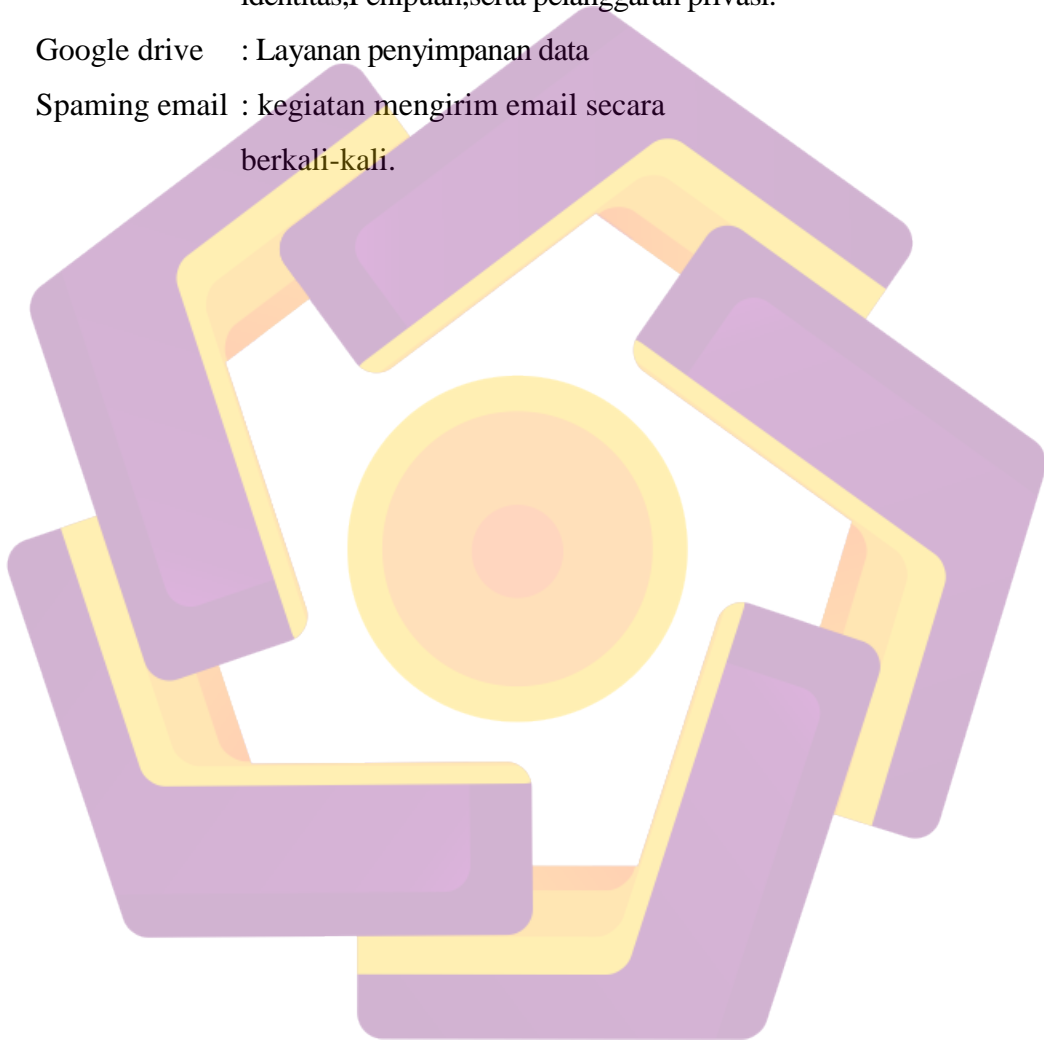 identitas,Penipuan,serta pelanggaran privasi.
Google drive : Layanan penyimpanan data
Spaming email : kegiatan mengirim email secara
berkali-kali.